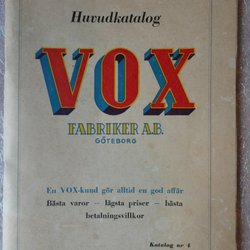 Huvudkatalog
VOX
FABRIKER A.B.
GÖTEBORG
En VOX-kund gör alltid en god affär
Bästa varor – lägsta priser – bästa
betalningsvillkor
Katalog nr 4